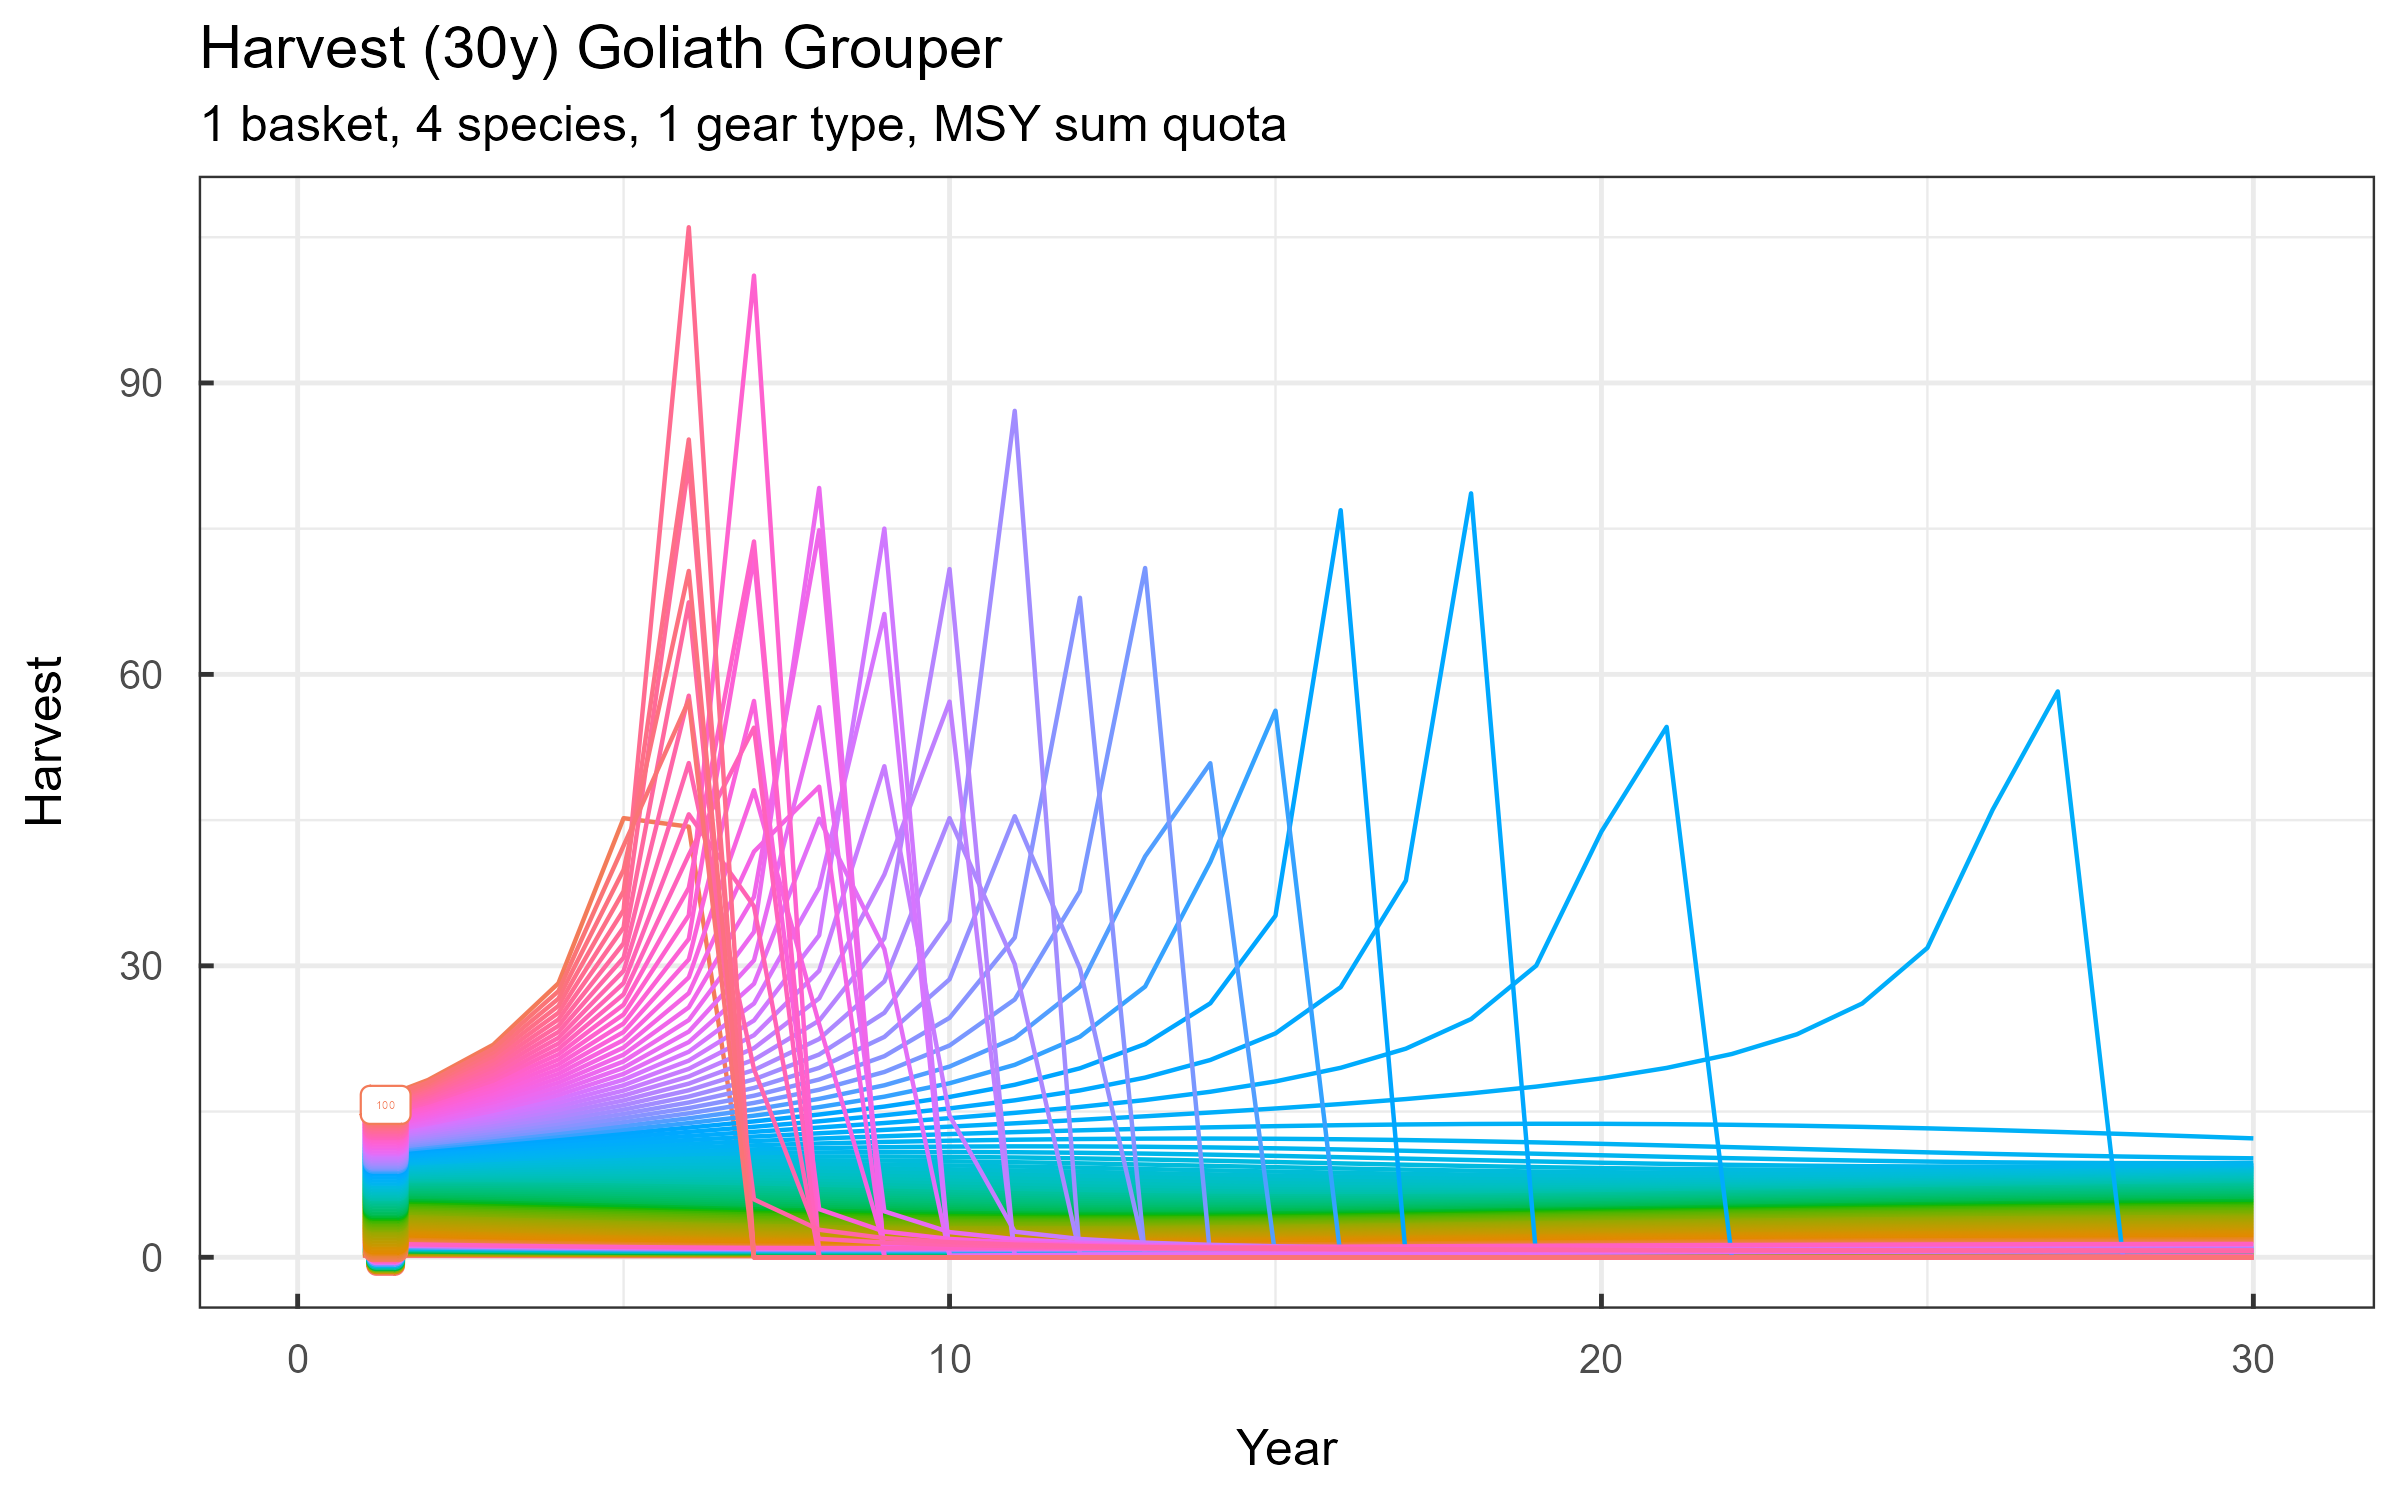 Harvest (30y) Goliath Grouper
1 basket, 4 species, 1 gear type, MSY sum quota
90
60
30
0
Harvest
100
0
10
20
30
Year